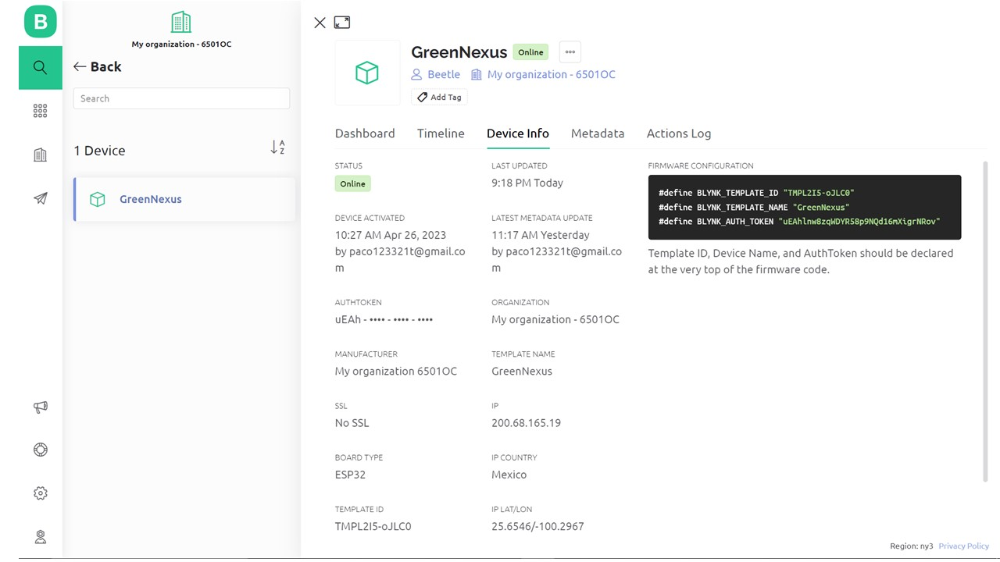 B
My organization - 6501OC
Back
Search
1 Device
A
Z
GreenNexus
GreenNexus Online
Beetle My organization - 6501OC
Add Tag
Dashboard Timeline Device Info Metadata Actions Log
STATUS
Online
LAST UPDATED
9:18 PM Today
DEVICE ACTIVATED
10:27 AM Apr 26, 2023
by paco123321t@gmail.co
m
LATEST METADATA UPDATE
11:17 AM Yesterday
by paco123321t@gmail.co
m
AUTHTOKEN
uEAh - •••• - •••• - ••••
ORGANIZATION
My organization - 6501OC
MANUFACTURER
My organization 6501OC
TEMPLATE NAME
GreenNexus
SSL
No SSL
IP
200.68.165.19
BOARD TYPE
ESP32
IP COUNTRY
Mexico
TEMPLATE ID
TMPL2I5-oJLC0
IP LAT/LON
25.6546/-100.2967
FIRMWARE CONFIGURATION
#define BLYNK_TEMPLATE_ID "TMPL2I5-oJLC0"
#define BLYNK_TEMPLATE_NAME "GreenNexus"
#define BLYNK_AUTH_TOKEN "uEAhlnw8zqWDYR58p9NQd16mXigrNRov"
Template ID, Device Name, and AuthToken should be declared
at the very top of the firmware code.
Region: ny3 Privacy Policy